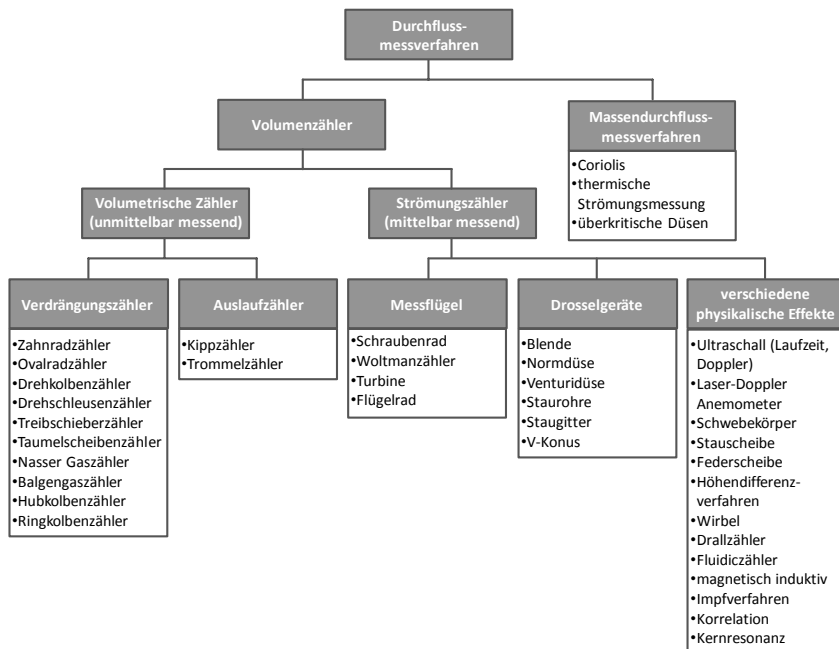 Durchfluss-
messverfahren
Volumenzähler
Massendurchfluss-
messverfahren
•Coriolis
•thermische
Strömungsmessung
•überkritische Düsen
Volumetrische Zähler
(unmittelbar messend)
Strömungszähler
(mittelbar messend)
Verdrängungszähler
•Zahnradzähler
•Ovalradzähler
•Drehkolbenzähler
•Drehschleusenzähler
•Treibschieberzähler
•Taumelscheibenzähler
•Nasser Gaszähler
•Balgengaszähler
•Hubkolbenzähler
•Ringkolbenzähler
Auslaufzähler
•Kippzähler
•Trommelzähler
Messflügel
•Schraubenrad
•Woltmanzähler
•Turbine
•Flügelrad
Drosselgeräte
•Blende
•Normdüse
•Venturidüse
•Staurohre
•Staugitter
•V-Konus
verschiedene
physikalische Effekte
•Ultraschall (Laufzeit,
Doppler)
•Laser-Doppler
Anemometer
•Schwebekörper
•Stauscheibe
•Federscheibe
•Höhendifferenz-
verfahren
•Wirbel
•Drallzähler
•Fluidiczähler
•magnetisch induktiv
•Impfverfahren
•Korrelation
•Kernresonanz